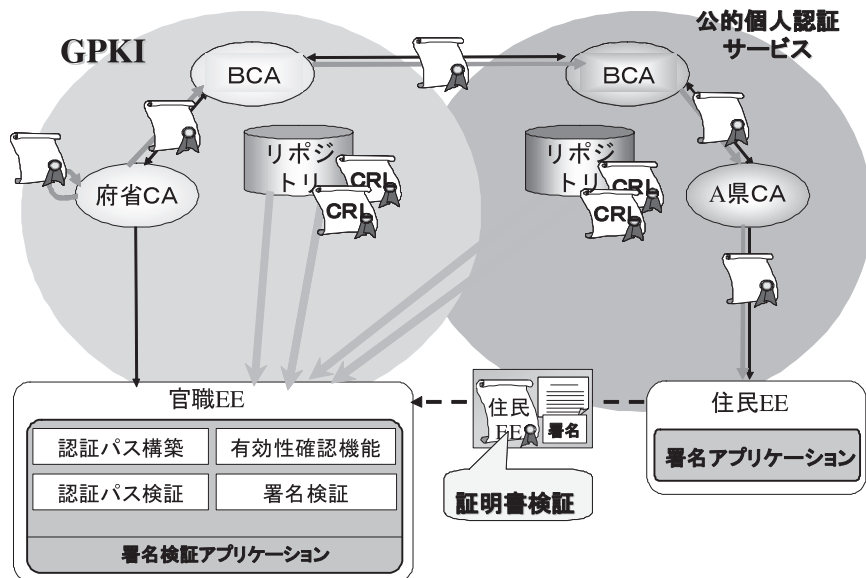 GPKI
公的個人認証
サービス
BCA
BCA
リポジ
トリ
CRL
CRL
リポジ
トリ
CRL
CRL
府省CA
A県CA
官職EE
認証パス構築
有効性確認機能
認証パス検証
署名検証
署名検証アプリケーション
住民
EE
署名
証明書検証
住民EE
署名アプリケーション